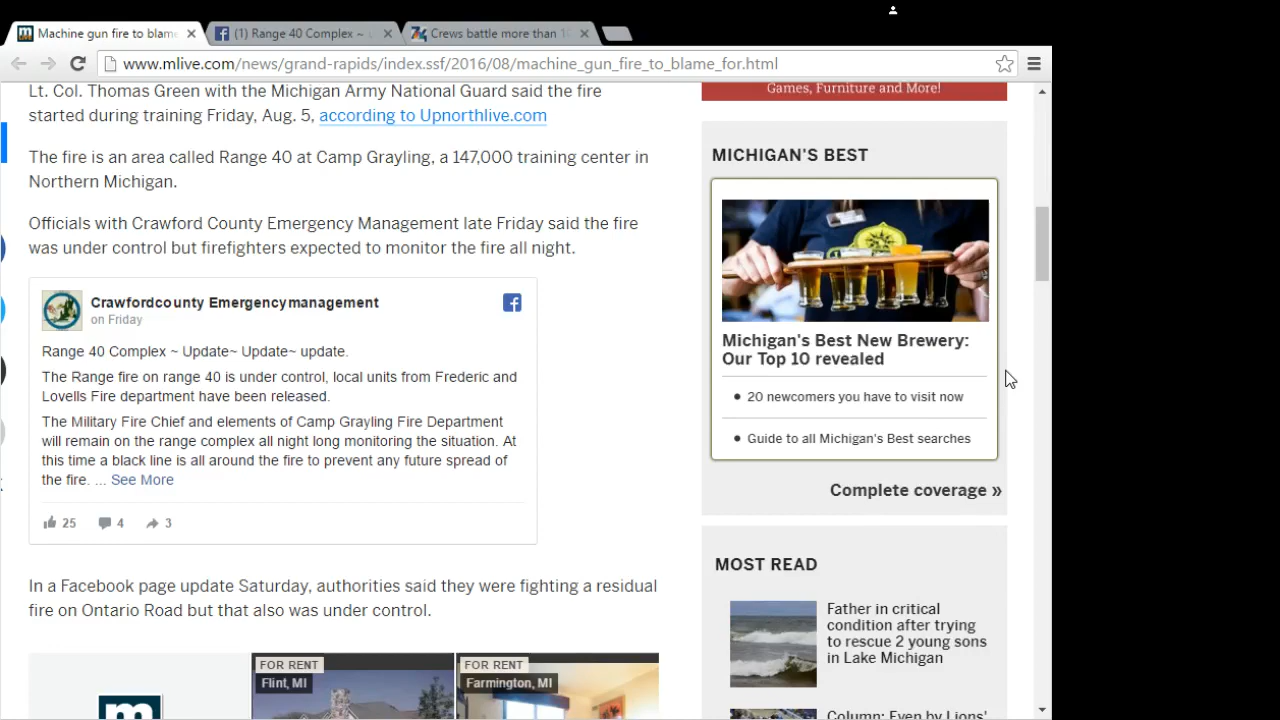 Machine gun fire to blame
(1) Range 40 Complex ~
Crews battle more than 1
www.mlive.com/news/grand-rapids/index.ssf/2016/08/machine_gun_fire_to_blame_for.html
Lt. Col. Thomas Green with the Michigan Army National Guard said the fire
started during training Friday, Aug. 5, according to Upnorthlive.com
The fire is an area called Range 40 at Camp Grayling, a 147,000 training center in
Northern Michigan.
Officials with Crawford County Emergency Management late Friday said the fire
was under control but firefighters expected to monitor the fire all night.
Crawfordcounty Emergencymanagement
on Friday
Range 40 Complex ~ Update~ Update~ update.
The Range fire on range 40 is under control, local units from Frederic and
Lovells Fire department have been released.
The Military Fire Chief and elements of Camp Grayling Fire Department
will remain on the range complex all night long monitoring the situation. At
this time a black line is all around the fire to prevent any future spread of
the fire. ... See More
25 4 3
In a Facebook page update Saturday, authorities said they were fighting a residual
fire on Ontario Road but that also was under control.
m
FOR RENT
Flint, MI
FOR RENT
Farmington, MI
Games, Furniture and More!
MICHIGAN'S BEST
Michigan's Best New Brewery:
Our Top 10 revealed
• 20 newcomers you have to visit now
• Guide to all Michigan's Best searches
Complete coverage »
MOST READ
Father in critical
condition after trying
to rescue 2 young sons
in Lake Michigan
Column: Even by Lions'